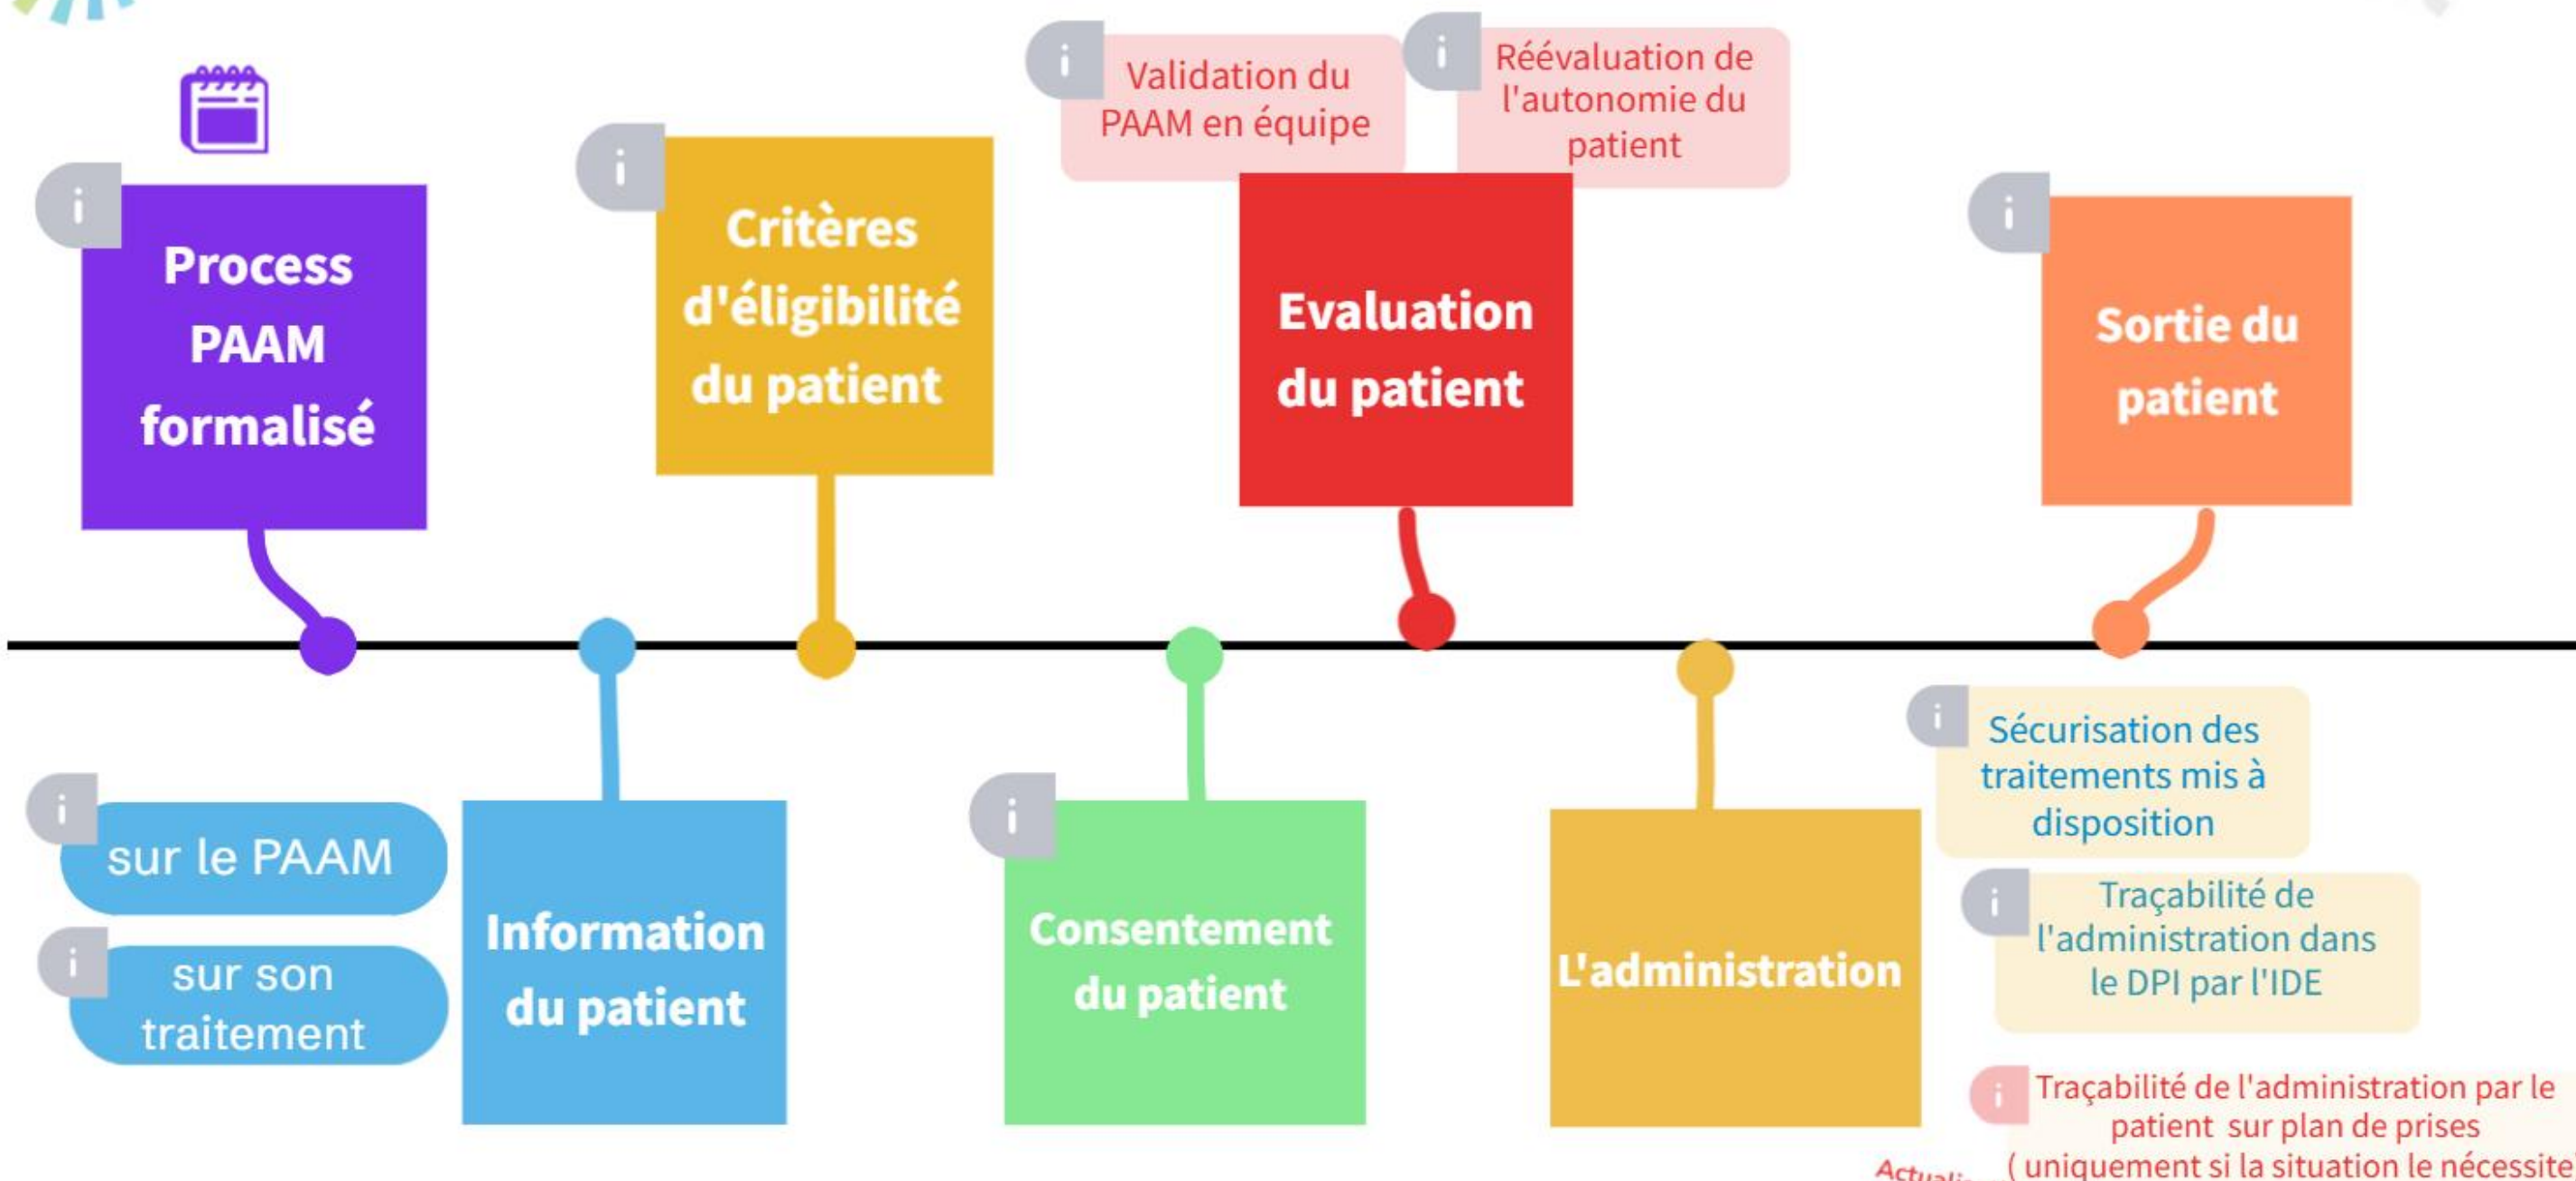 Process
PAAM
formalisé
sur le PAAM
sur son
traitement
Information
du patient
Critères
d'éligibilité
du patient
Consentement
du patient
Validation du
PAAM en équipe
Réévaluation de
l'autonomie du
patient
Evaluation
du patient
L'administration
Sécurisation des
traitements mis à
disposition
Traçabilité de
l'administration dans
le DPI par l'IDE
Traçabilité de l'administration par le
patient sur plan de prises
( uniquement si la situation le nécessite)
Sortie du
patient